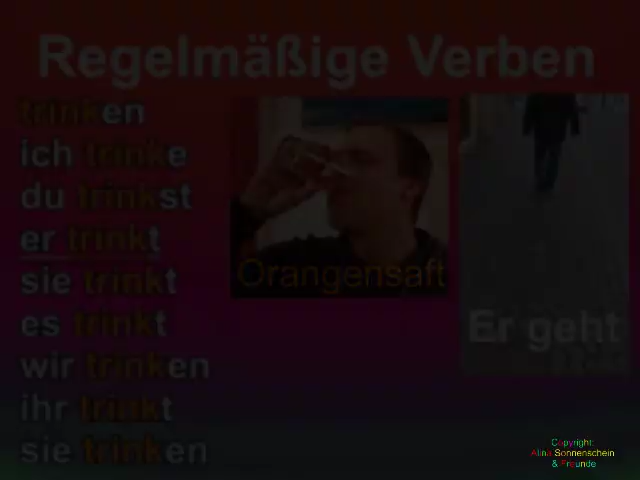 Regelmäßige Verben
trinken
ich trinke
du trinkst
er trinkt
sie trinkt
es trinkt
wir trinken
ihr trinkt
sie trinken
Orangensaft
Er geht
Copyright:
Alina Sonnenschein
& Freunde